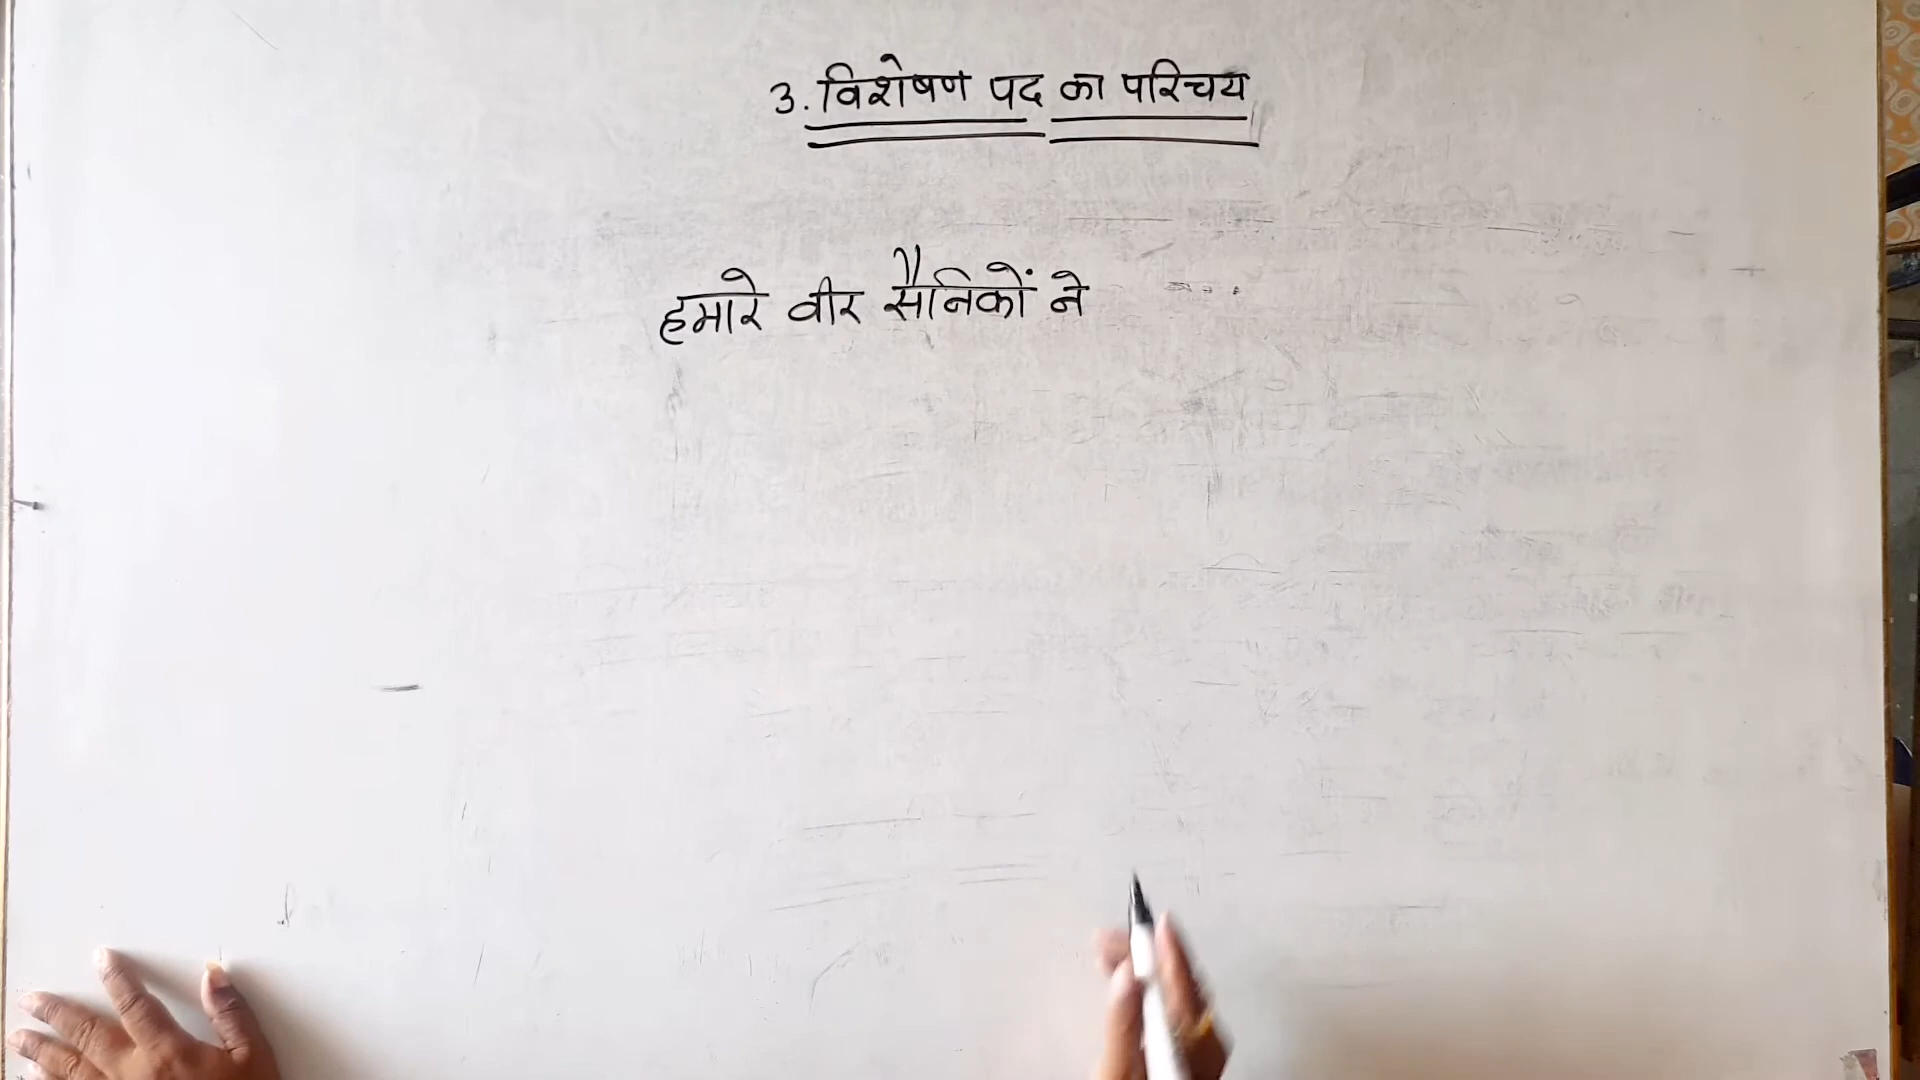 3. विशेषण पद का परिचय
हमारे वीर सैनिकों ने